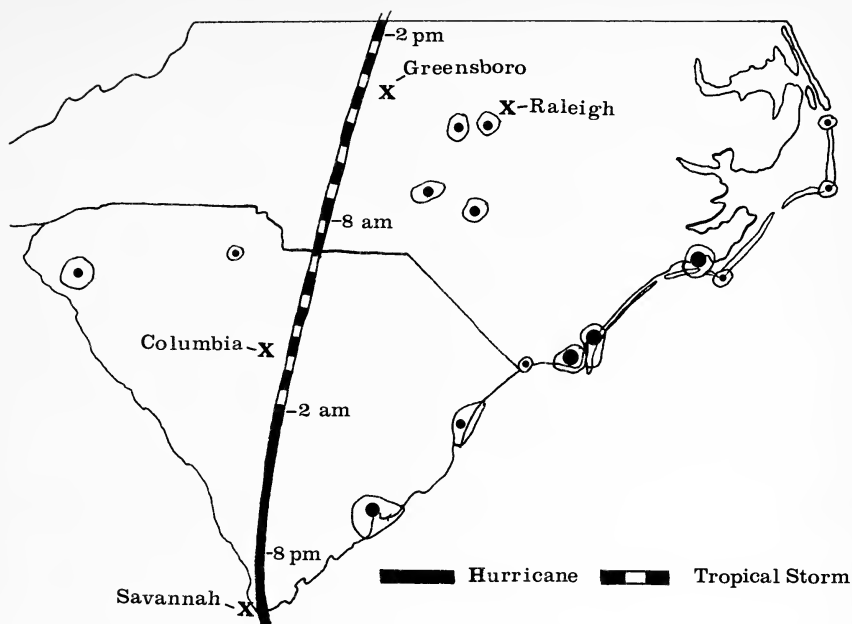 2 pm
Greensboro
X
X-Raleigh
8 am
Columbia-X
2 am
8 pm
Hurricane Tropical Storm
Savannah-X